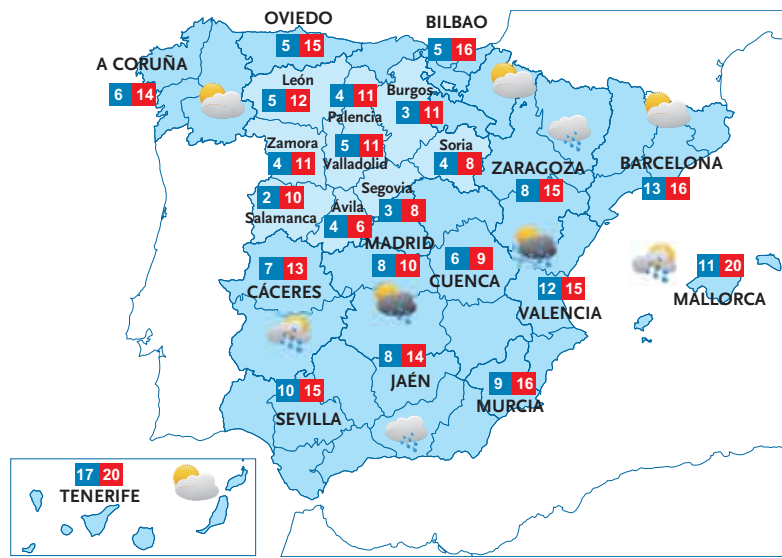 OVIEDO
5 15
BILBAO
5 16
A CORUÑA
6 14
León
5 12
4 11
Palencia
Burgos
3 11
Zamora
4 11
5 11
Valladolid
Soria
4 8
ZARAGOZA
8 15
BARCELONA
13 16
2 10
Salamanca
Ávila
4 6
Segovia
3 8
MADRID
8 10
7 13
CÁCERES
6 9
CUENCA
12 15
VALENCIA
11 20
MALLORCA
8 14
JAÉN
10 15
SEVILLA
9 16
MURCIA
17 20
TENERIFE